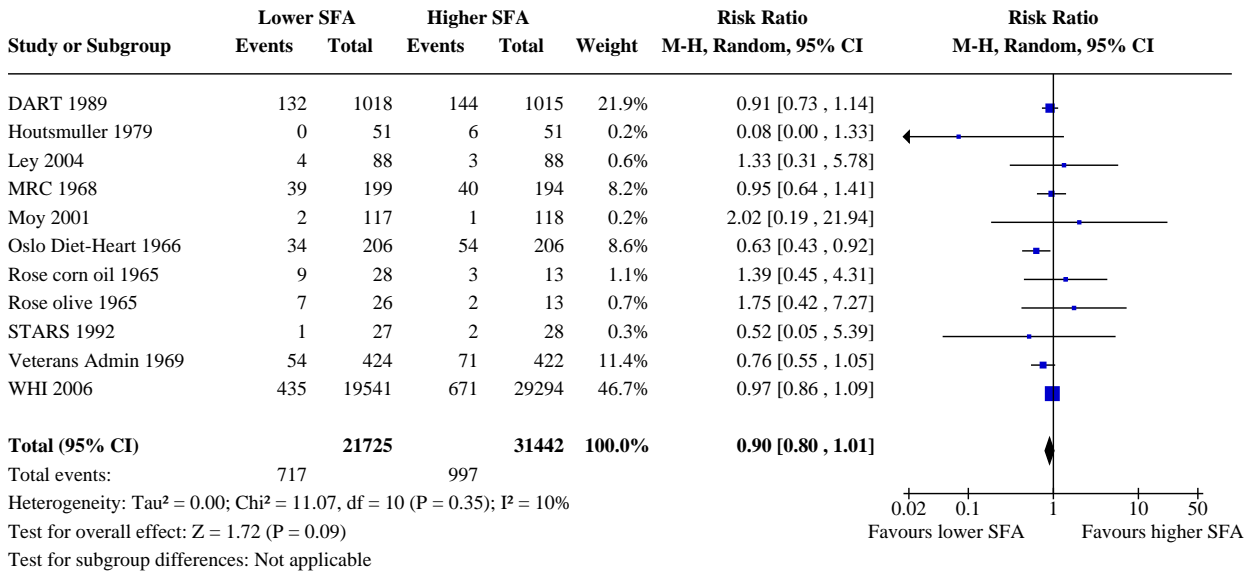 Lower SFA Higher SFA Risk Ratio Risk Ratio
Study or Subgroup Events Total Events Total Weight M-H, Random, 95% CI M-H, Random, 95% CI
DART 1989 132 1018 144 1015 21.9% 0.91 [0.73 , 1.14]
Houtsmuller 1979 0 51 6 51 0.2% 0.08 [0.00 , 1.33]
Ley 2004 4 88 3 88 0.6% 1.33 [0.31 , 5.78]
MRC 1968 39 199 40 194 8.2% 0.95 [0.64 , 1.41]
Moy 2001 2 117 1 118 0.2% 2.02 [0.19 , 21.94]
Oslo Diet-Heart 1966 34 206 54 206 8.6% 0.63 [0.43 , 0.92]
Rose corn oil 1965 9 28 3 13 1.1% 1.39 [0.45 , 4.31]
Rose olive 1965 7 26 2 13 0.7% 1.75 [0.42 , 7.27]
STARS 1992 1 27 2 28 0.3% 0.52 [0.05 , 5.39]
Veterans Admin 1969 54 424 71 422 11.4% 0.76 [0.55 , 1.05]
WHI 2006 435 19541 671 29294 46.7% 0.97 [0.86 , 1.09]
Total (95% CI) 21725 31442 100.0% 0.90 [0.80 , 1.01]
Total events: 717 997
Heterogeneity: Tau² = 0.00; Chi² = 11.07, df = 10 (P = 0.35); I² = 10%
0.02 0.1 1 10 50
Test for overall effect: Z = 1.72 (P = 0.09) Favours lower SFA Favours higher SFA
Test for subgroup differences: Not applicable